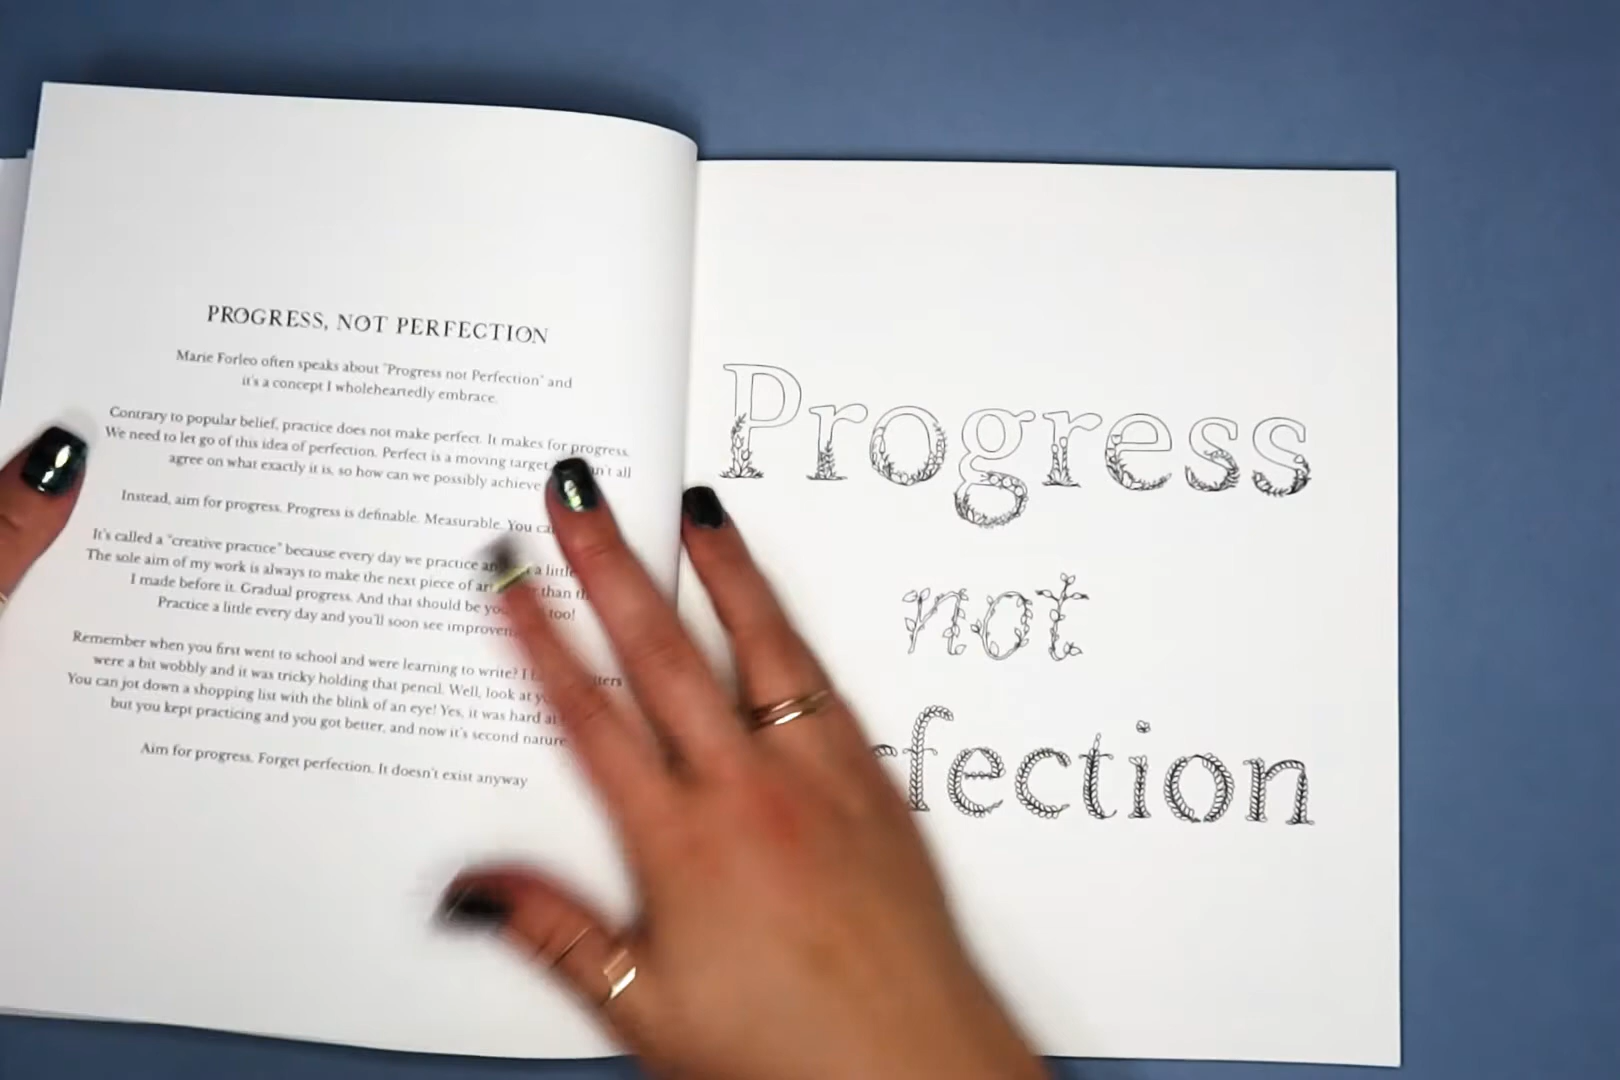 PROGRESS, NOT PERFECTION
Marie Forleo often speaks about "Progress not Perfection" and
it's a concept I wholeheartedly embrace.
Contrary to popular belief, practice does not make perfect. It makes for progress.
We need to let go of this idea of perfection. Perfect is a moving target. all
agree on what exactly it is, so how can we possibly achieve
Instead, aim for progress. Progress is definable. Measurable. You
It's called a "creative practice" because every day we practice a little
The sole aim of my work is always to make the next piece of than
I made before it. Gradual progress. And that should be too!
Practice a little every day and you'll soon see
Remember when you first went to school and were learning to write? I
were a bit wobbly and it was tricky holding that pencil. Well, look at
You can jot down a shopping list with the blink of an eye! Yes, it was hard at
but you kept practicing and you got better, and now it's second nature
Aim for progress. Forget perfection. It doesn't exist anyway
Progress
not
fection